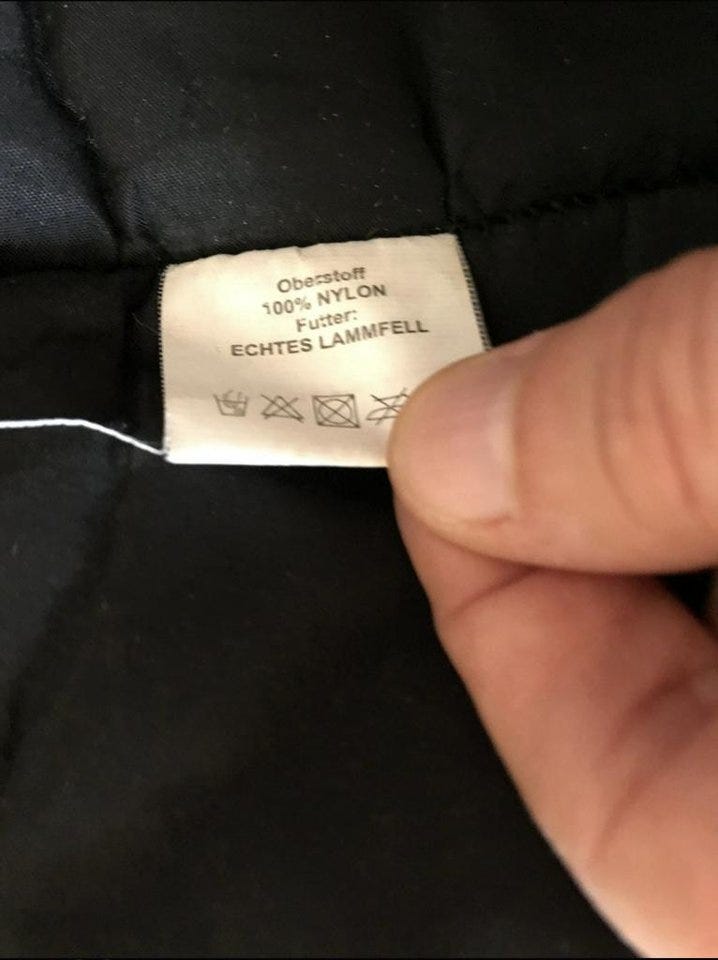 Oberstoff
100% NYLON
Futter:
ECHTES LAMMFELL